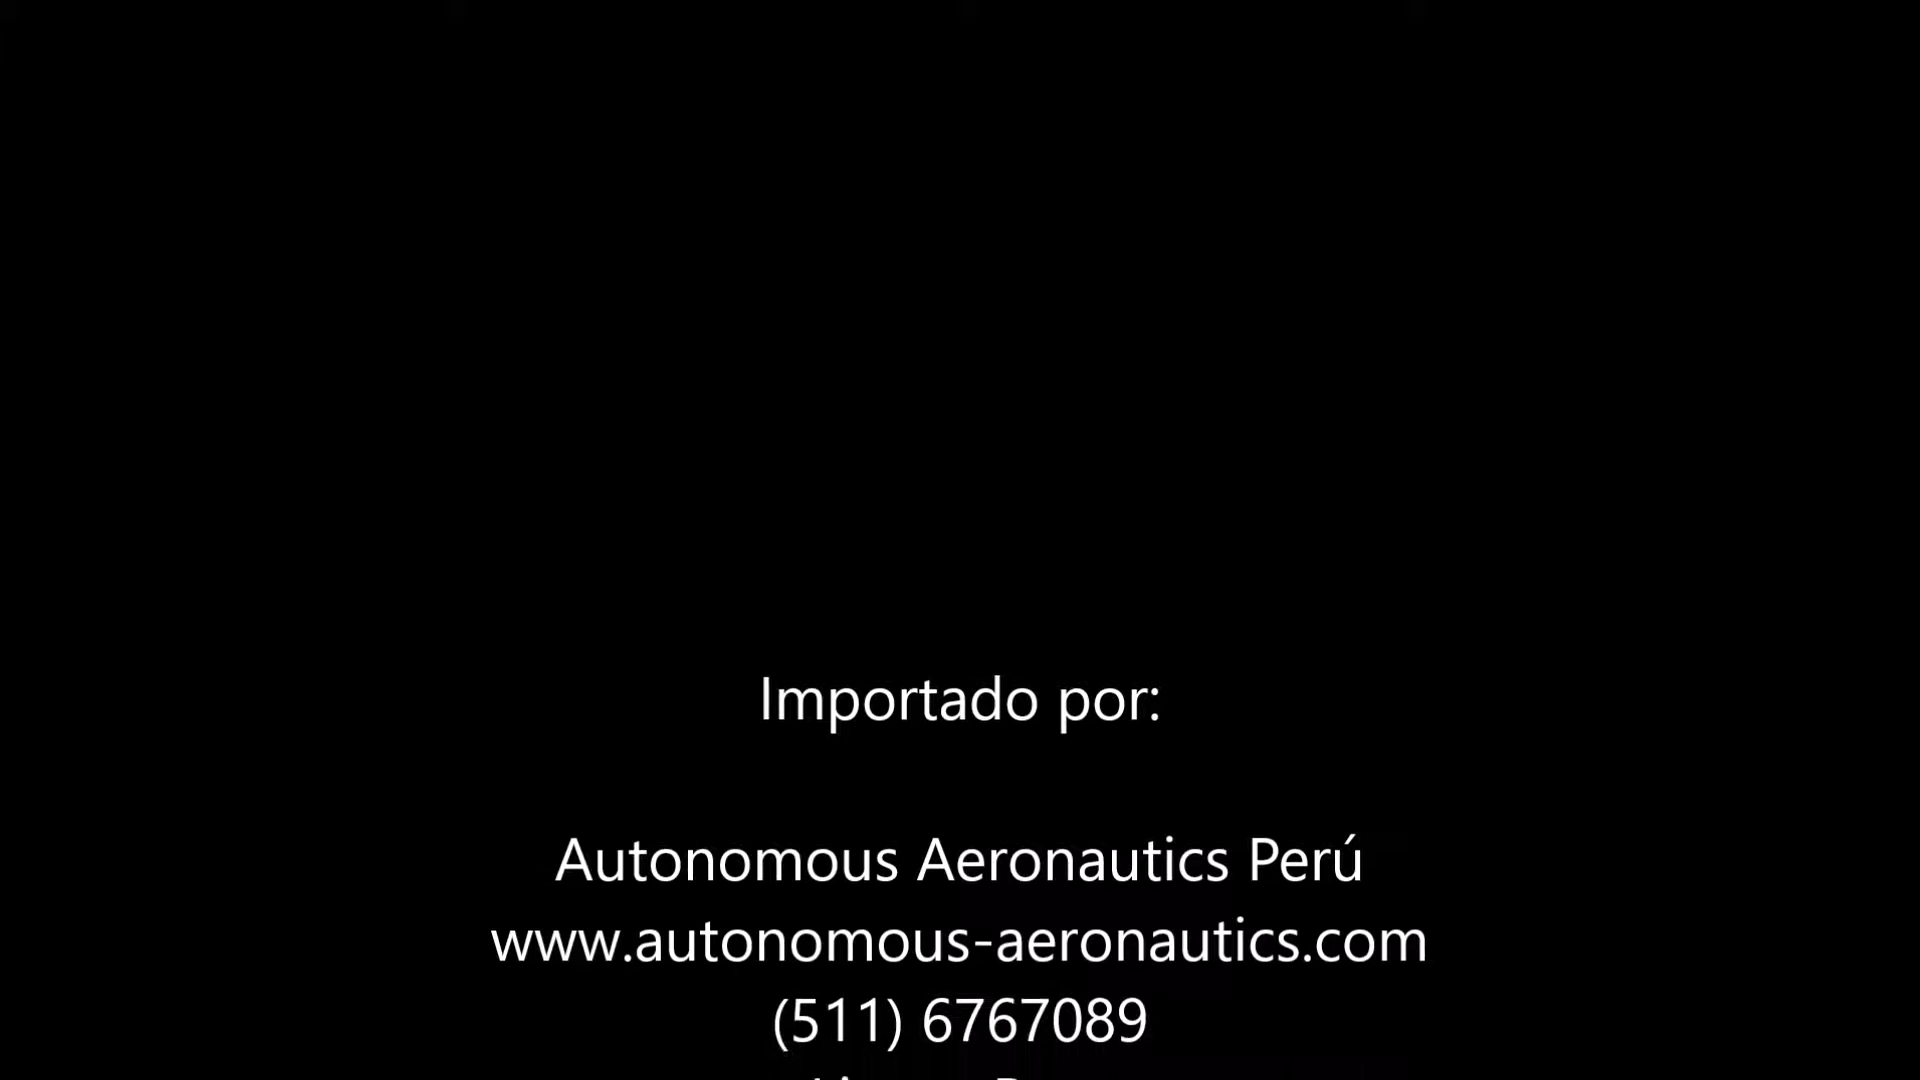 Importado por:
Autonomous Aeronautics Perú
www.autonomous-aeronautics.com
(511) 6767089